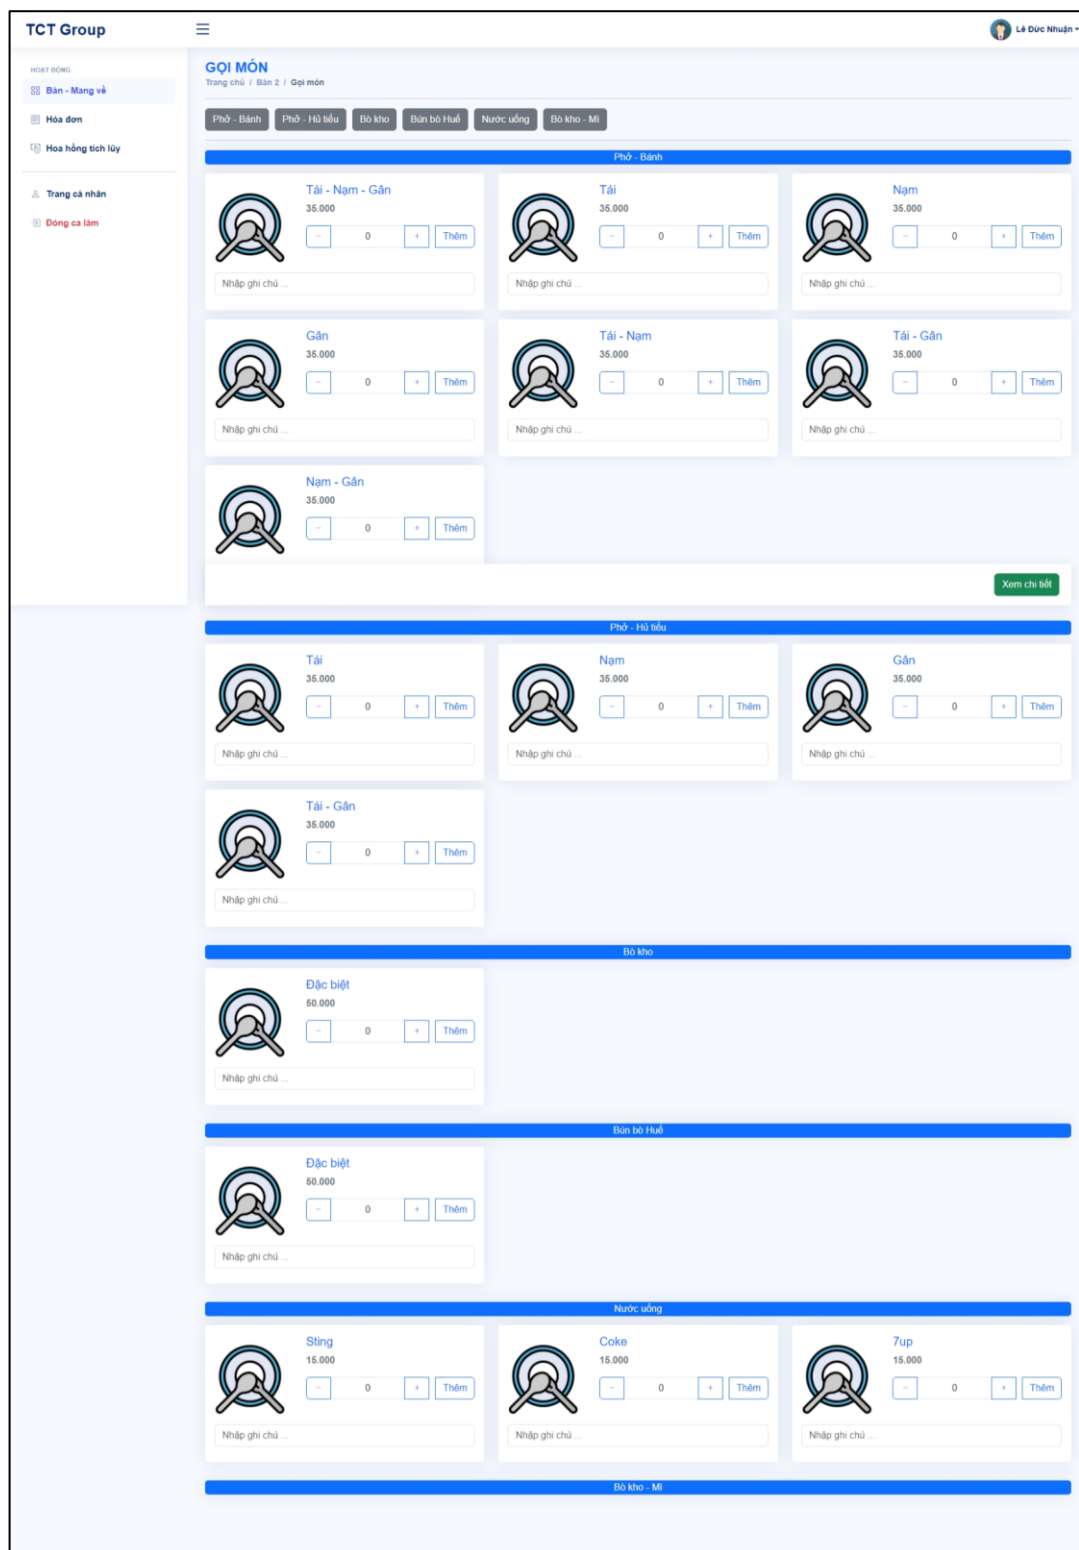 TCT Group
Lê Đức Nhuận
HOẠT ĐỘNG
Bàn - Mang về
Hóa đơn
Hoa hồng tích lũy
Trang cá nhân
Đóng ca làm
GỌI MÓN
Trang chủ / Bàn 2 / Gọi món
Phở - Bánh Phở - Hủ tiếu Bò kho Bún bò Huế Nước uống Bò kho - Mì
Phở - Bánh
Tái - Nạm - Gân Tái Nạm
35.000 35.000 35.000
− 0 + Thêm − 0 + Thêm − 0 + Thêm
Nhập ghi chú ... Nhập ghi chú ... Nhập ghi chú ...
Gân Tái - Nạm Tái - Gân
35.000 35.000 35.000
− 0 + Thêm − 0 + Thêm − 0 + Thêm
Nhập ghi chú ... Nhập ghi chú ... Nhập ghi chú ...
Nạm - Gân
35.000
− 0 + Thêm
Xem chi tiết
Phở - Hủ tiếu
Tái Nạm Gân
35.000 35.000 35.000
− 0 + Thêm − 0 + Thêm − 0 + Thêm
Nhập ghi chú ... Nhập ghi chú ... Nhập ghi chú ...
Tái - Gân
35.000
− 0 + Thêm
Nhập ghi chú ...
Bò kho
Đặc biệt
50.000
− 0 + Thêm
Nhập ghi chú ...
Bún bò Huế
Đặc biệt
50.000
− 0 + Thêm
Nhập ghi chú ...
Nước uống
Sting Coke 7up
15.000 15.000 15.000
− 0 + Thêm − 0 + Thêm − 0 + Thêm
Nhập ghi chú ... Nhập ghi chú ... Nhập ghi chú ...
Bò kho - Mì